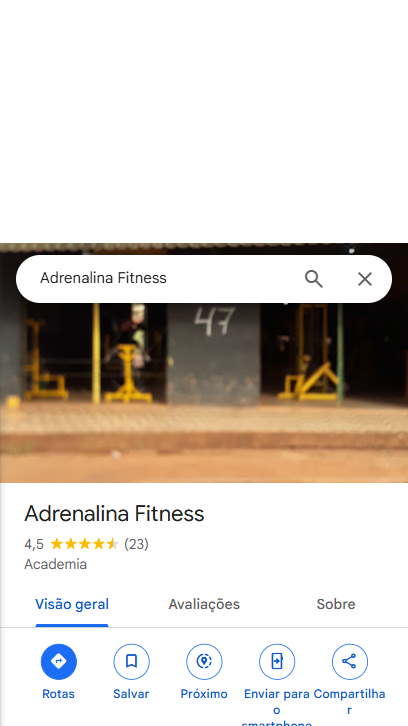 Adrenalina Fitness
47
Adrenalina Fitness
4,5 (23)
Academia
Visão geral Avaliações Sobre
Rotas Salvar Próximo Enviar para o smartphone Compartilhar